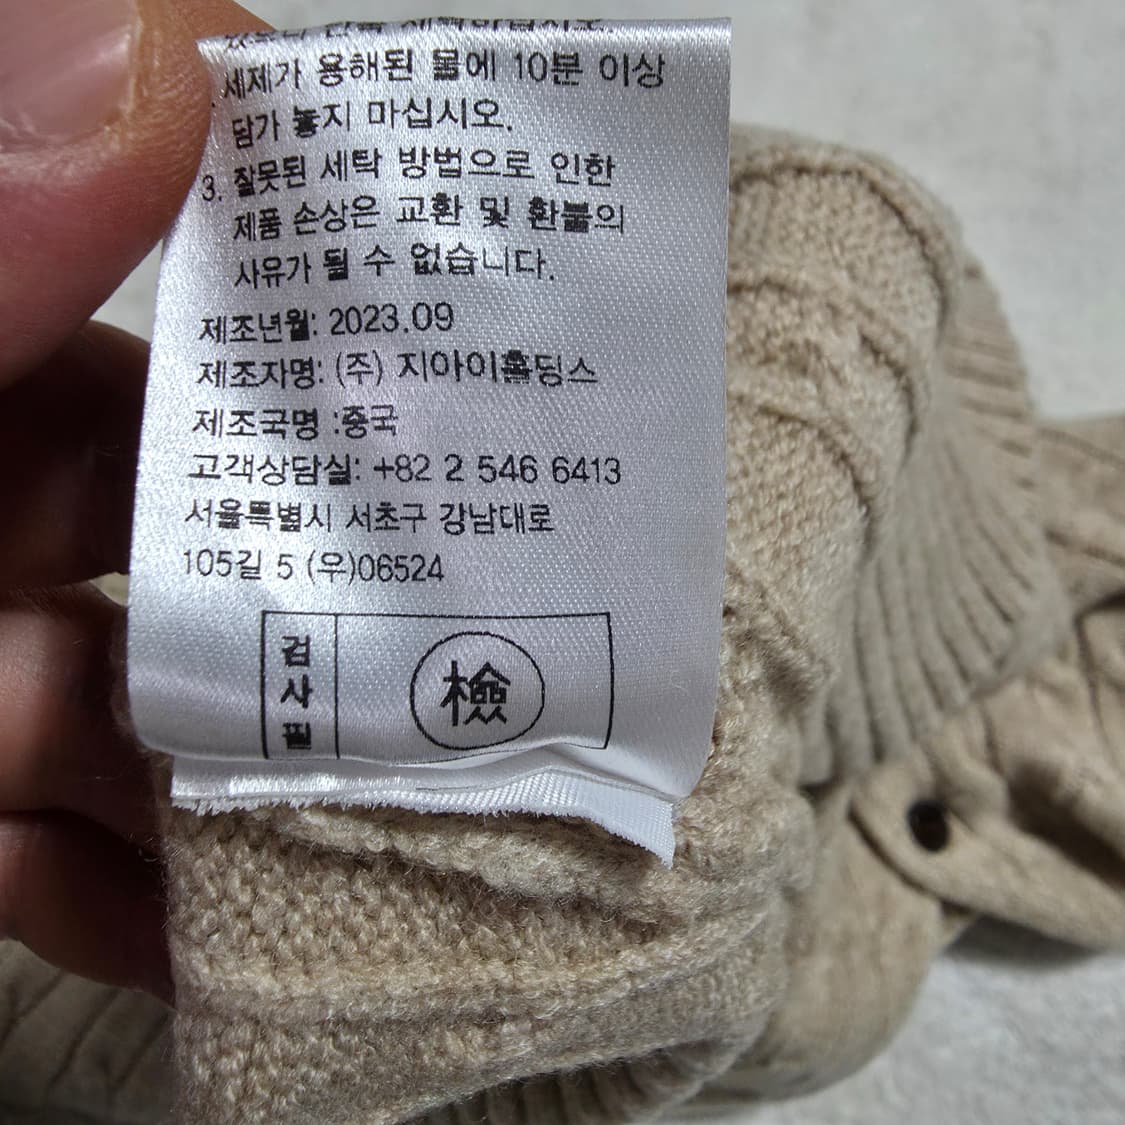 세제가 용해된 물에 10분 이상
담가 놓지 마십시오.
3. 잘못된 세탁 방법으로 인한
제품 손상은 교환 및 환불의
사유가 될 수 없습니다.
제조년월: 2023.09
제조자명: (주) 지아이홀딩스
제조국명 :중국
고객상담실: +82 2 546 6413
서울특별시 서초구 강남대로
105길 5 (우)06524
검사필
檢